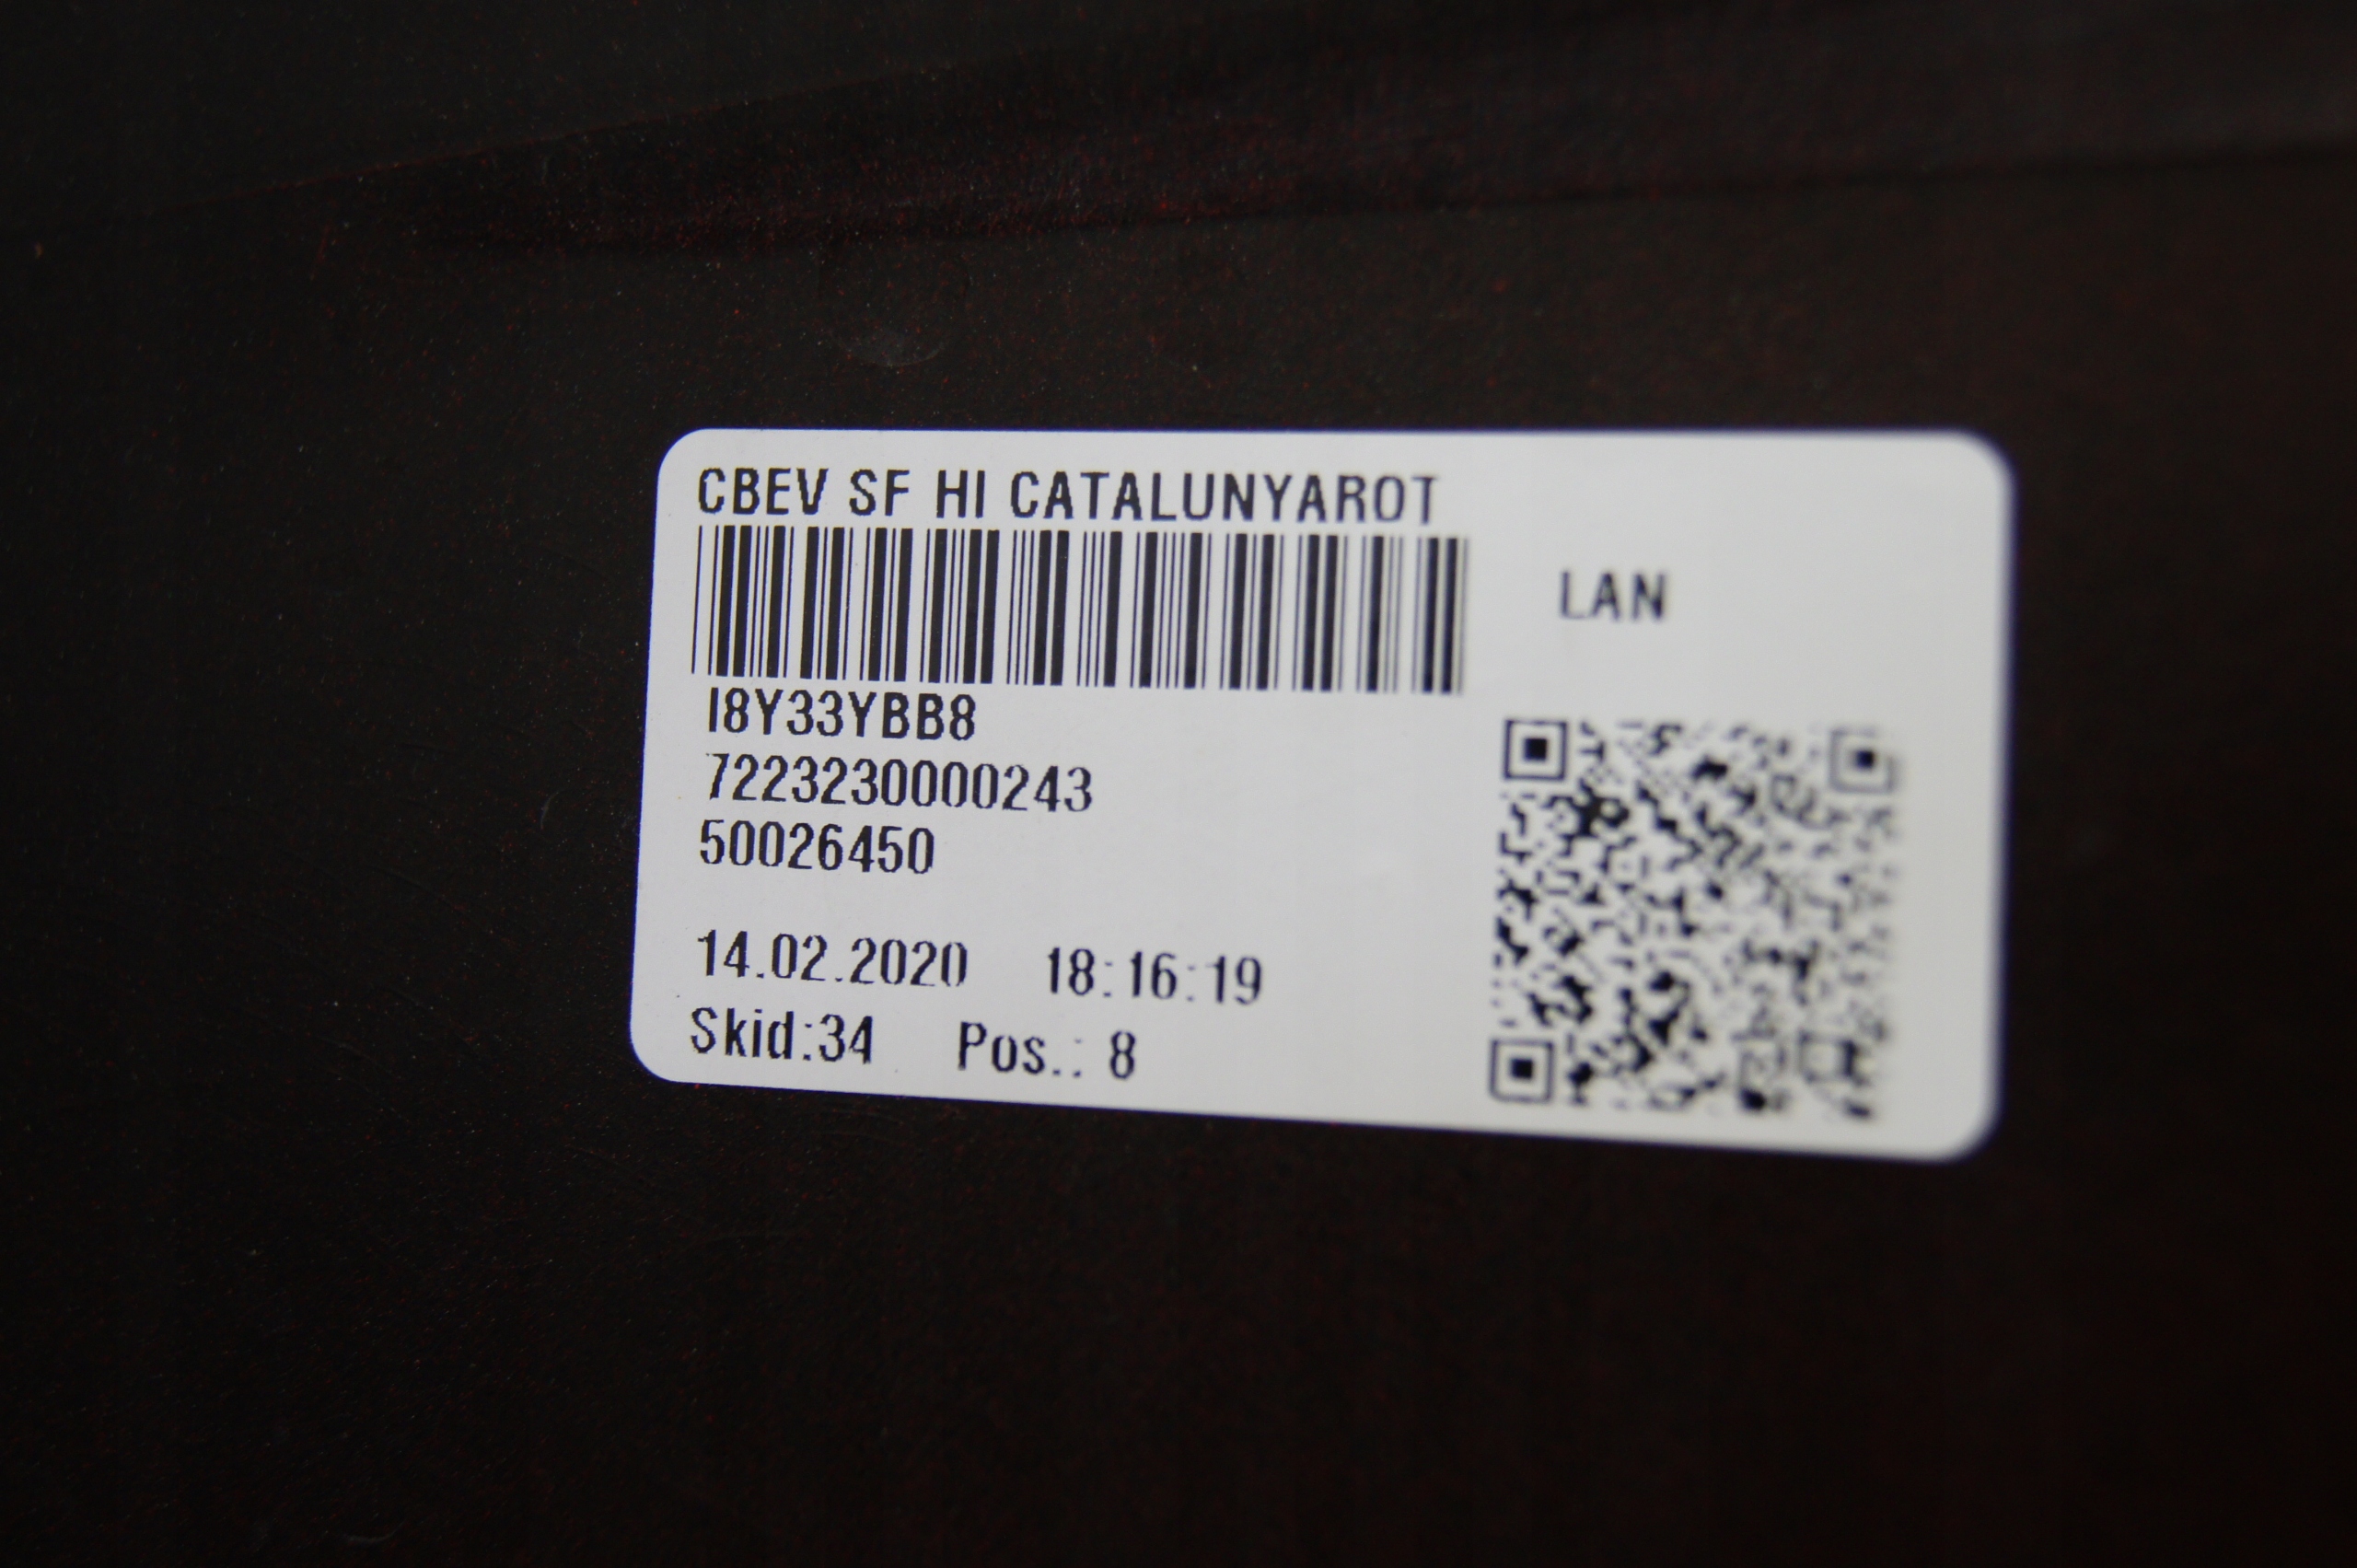 CBEV SF HI CATALUNYAROT
LAN
I8Y33YBB8
7223230000243
50026450
14.02.2020 18:16:19
Skid:34 Pos.: 8